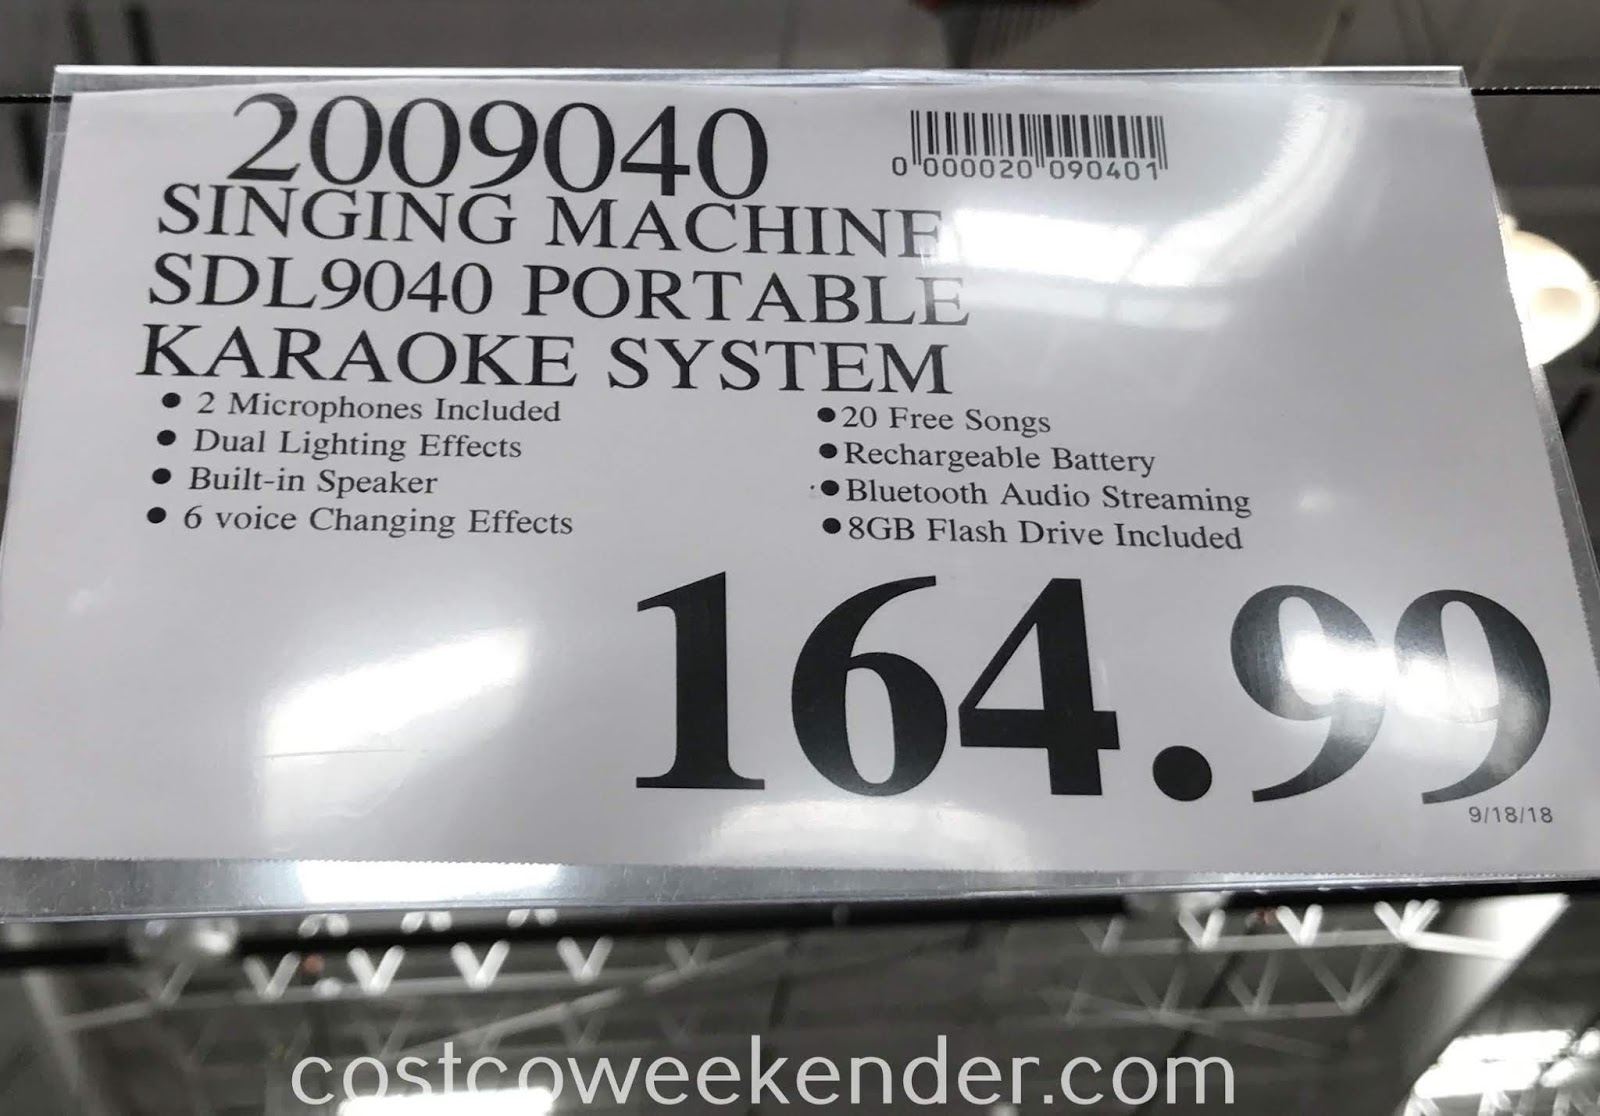 2009040
0 000020 090401
SINGING MACHINE
SDL9040 PORTABLE
KARAOKE SYSTEM
● 2 Microphones Included
● Dual Lighting Effects
● Built-in Speaker
● 6 voice Changing Effects
● 20 Free Songs
● Rechargeable Battery
● Bluetooth Audio Streaming
● 8GB Flash Drive Included
164.99
9/18/18
costcoweekender.com